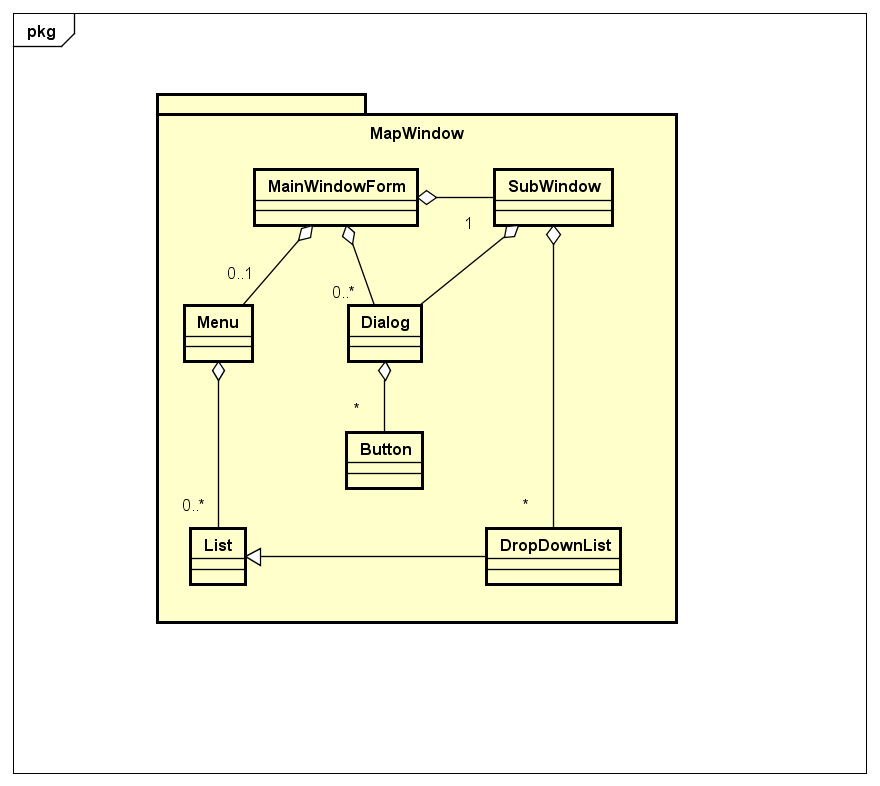 pkg
MapWindow
MainWindowForm
SubWindow
1
0..1
0..*
Menu
Dialog
*
Button
0..*
*
List
DropDownList